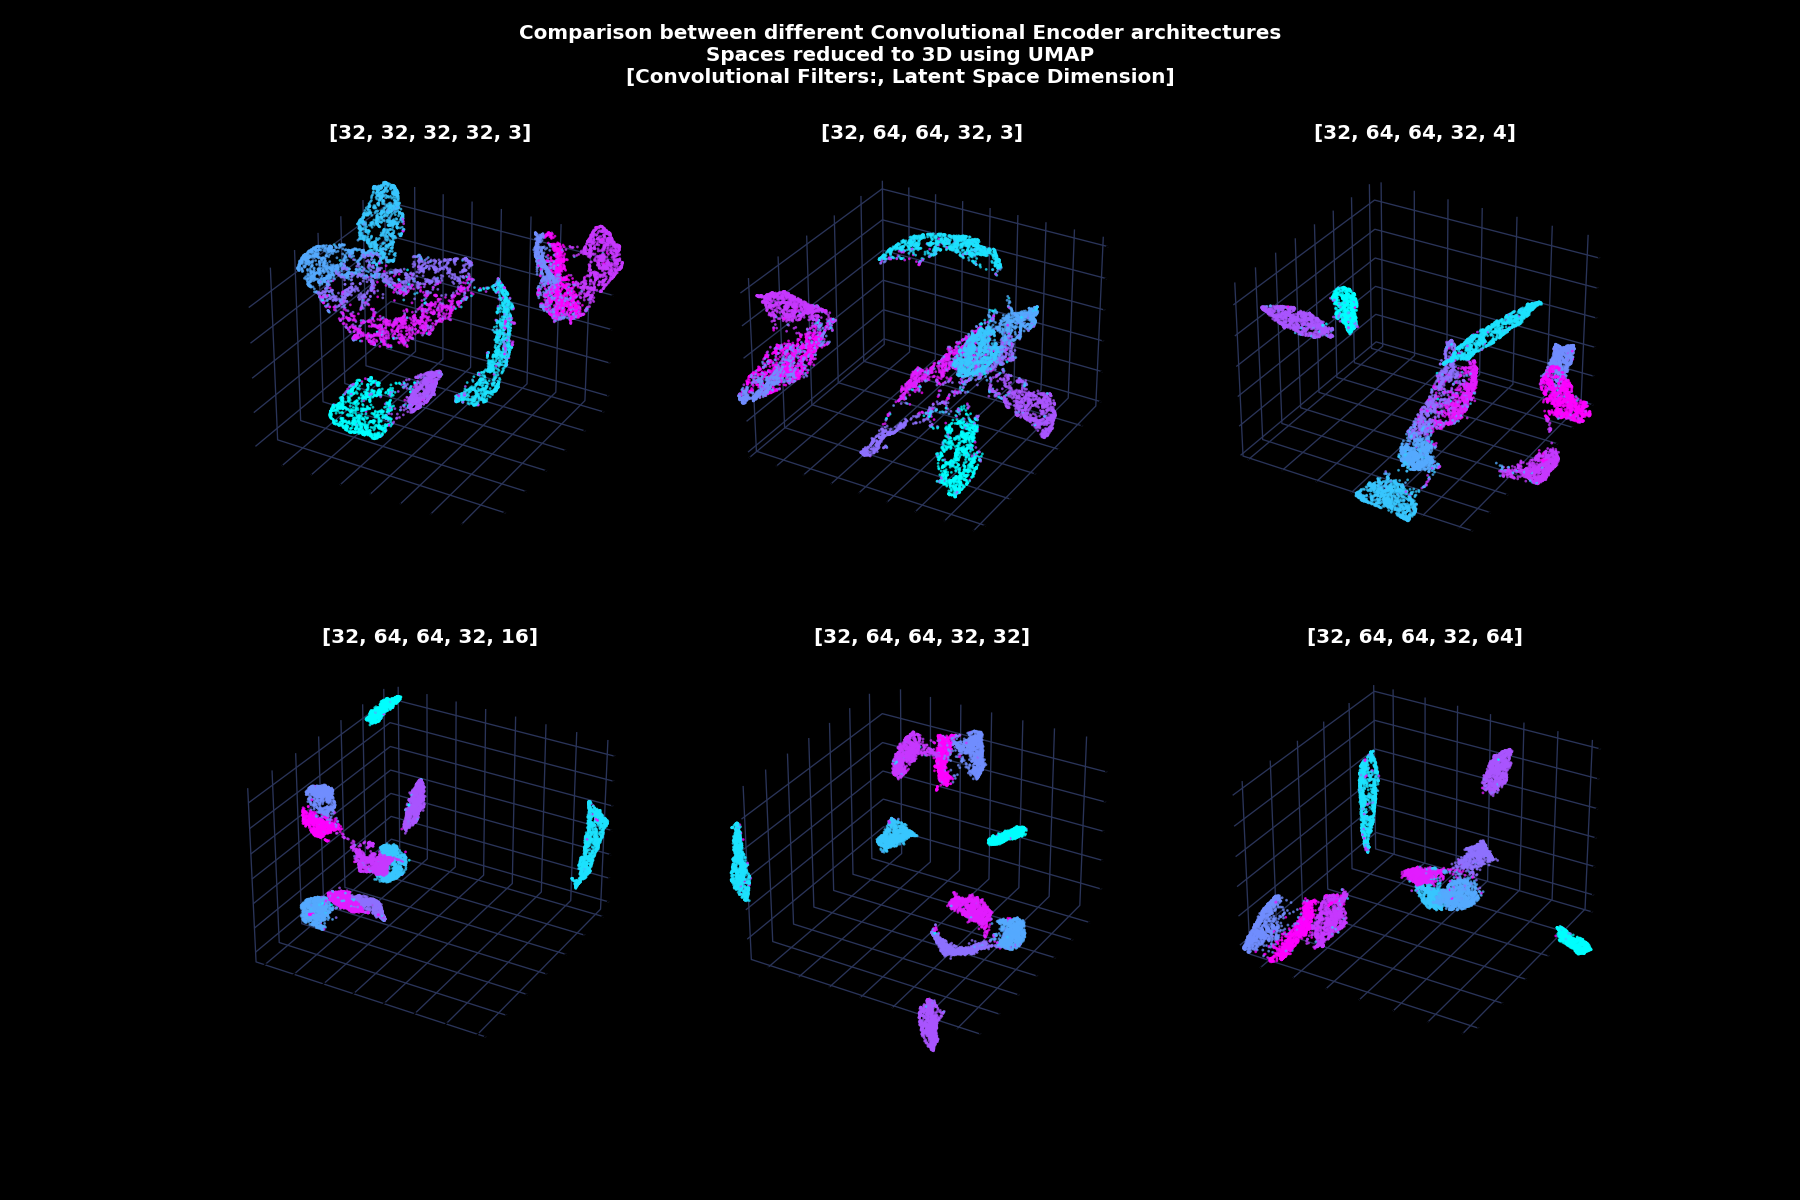 Comparison between different Convolutional Encoder architectures
Spaces reduced to 3D using UMAP
[Convolutional Filters:, Latent Space Dimension]
[32, 32, 32, 32, 3]
[32, 64, 64, 32, 3]
[32, 64, 64, 32, 4]
[32, 64, 64, 32, 16]
[32, 64, 64, 32, 32]
[32, 64, 64, 32, 64]